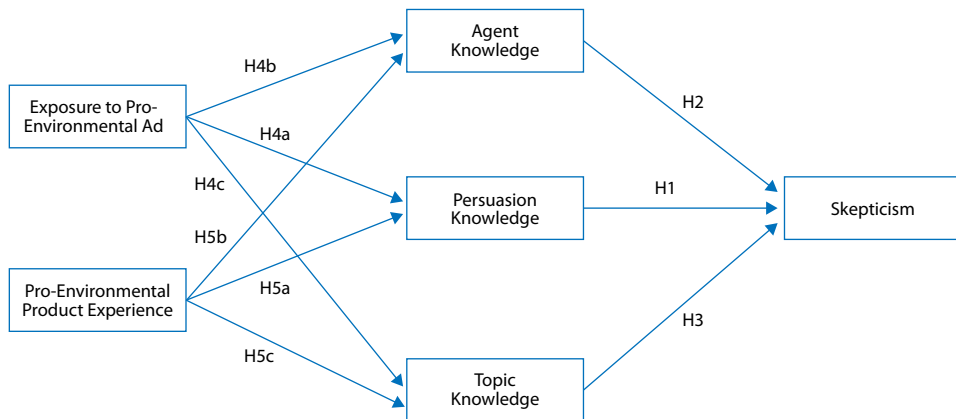 Agent
Knowledge
H4b
H2
Exposure to Pro-
Environmental Ad
H4a
H4c
H1
Persuasion
Knowledge
Skepticism
H5b
Pro-Environmental
Product Experience
H5a
H3
H5c
Topic
Knowledge